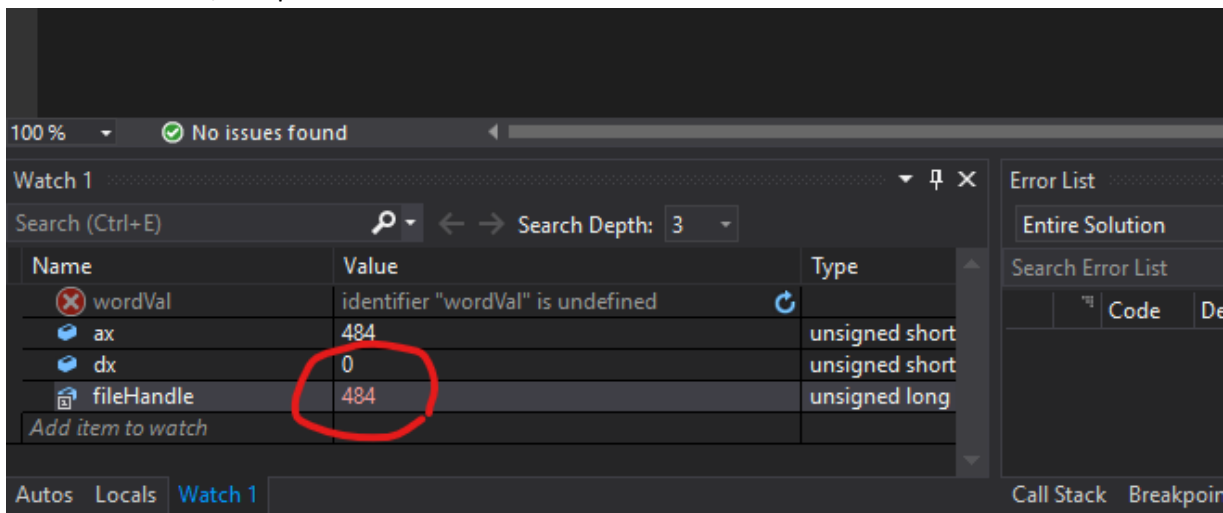 100 % No issues found
Watch 1
Search (Ctrl+E) Search Depth: 3
Name Value Type
wordVal identifier "wordVal" is undefined
ax 484 unsigned short
dx 0 unsigned short
fileHandle 484 unsigned long
Add item to watch
Autos Locals Watch 1
Error List
Entire Solution
Search Error List
Code De
Call Stack Breakpoin